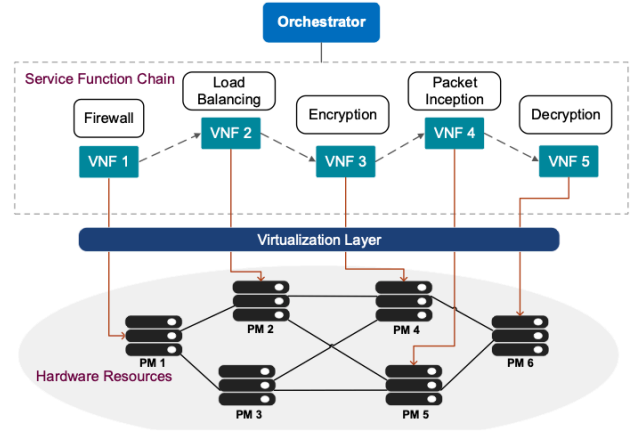 Orchestrator
Service Function Chain
Firewall
Load
Balancing
Encryption
Packet
Inception
Decryption
VNF 1
VNF 2
VNF 3
VNF 4
VNF 5
Virtualization Layer
PM 1
PM 2
PM 3
PM 4
PM 5
PM 6
Hardware Resources